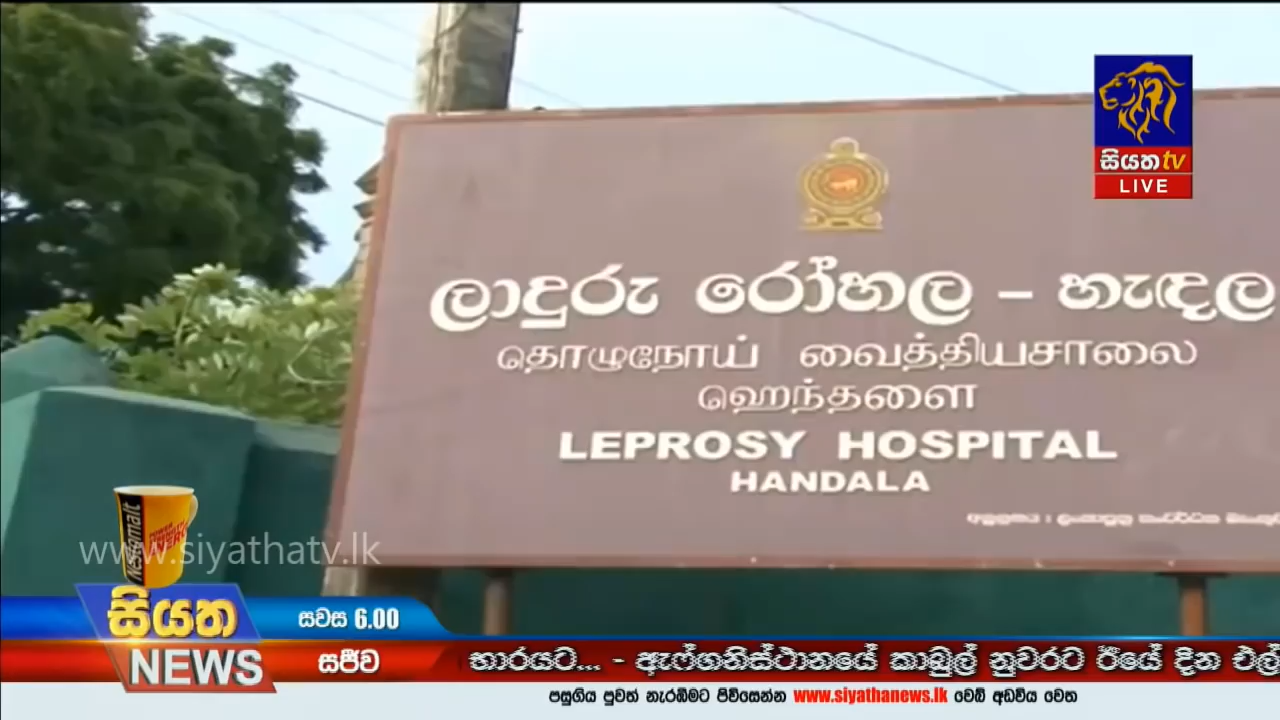 සියත tv
LIVE
ලාදුරු රෝහල – හැඳල
தொழுநோய் வைத்தியசாலை
ஹெந்தளை
LEPROSY HOSPITAL
HANDALA
Nestomalt
www.siyathatv.lk
සියත
NEWS
සවස 6.00
සජීව
භාරයට... - ඇෆ්ගනිස්ථානයේ කාබුල් නුවරට ඊයේ දින එල්
පසුගිය පුවත් නැරඹීමට පිවිසෙන්න www.siyathanews.lk වෙබ් අඩවිය වෙත